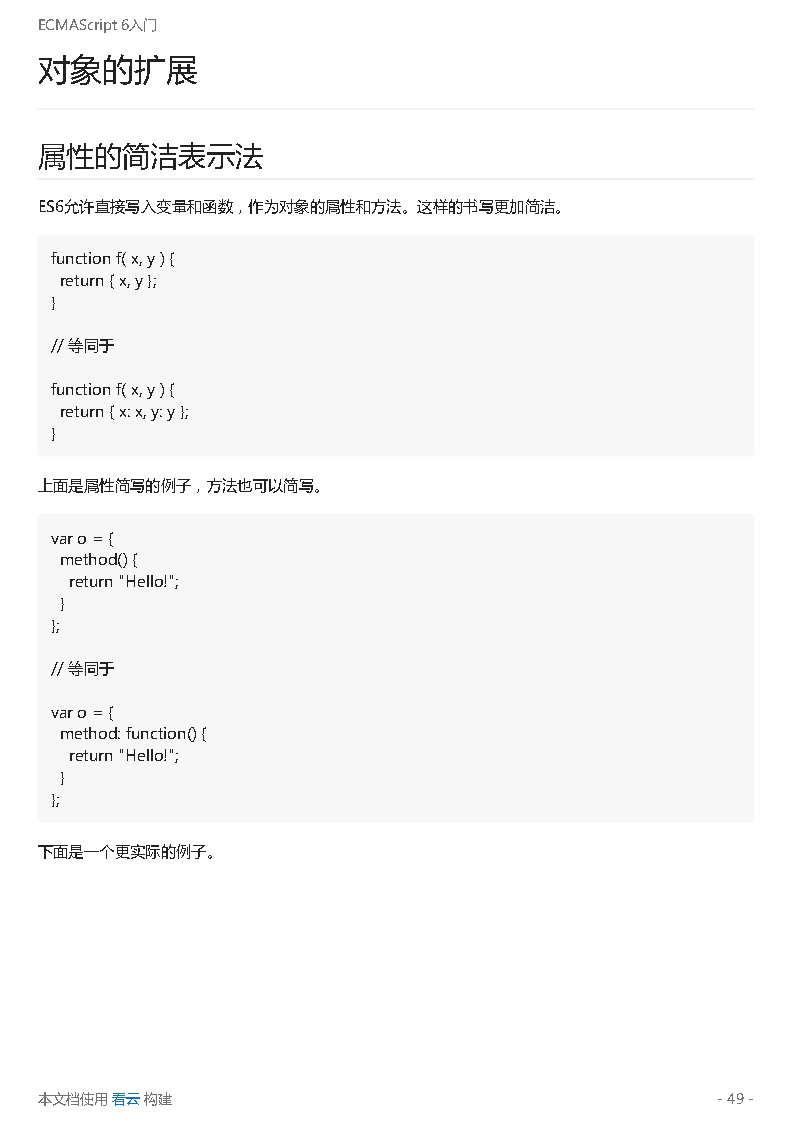 ECMAScript 6入门
对象的扩展
属性的简洁表示法
ES6允许直接写入变量和函数，作为对象的属性和方法。这样的书写更加简洁。
function f( x, y ) {
  return { x, y };
}
// 等同于
function f( x, y ) {
  return { x: x, y: y };
}
上面是属性简写的例子，方法也可以简写。
var o = {
  method() {
    return "Hello!";
  }
};
// 等同于
var o = {
  method: function() {
    return "Hello!";
  }
};
下面是一个更实际的例子。
本文档使用 看云 构建
- 49 -